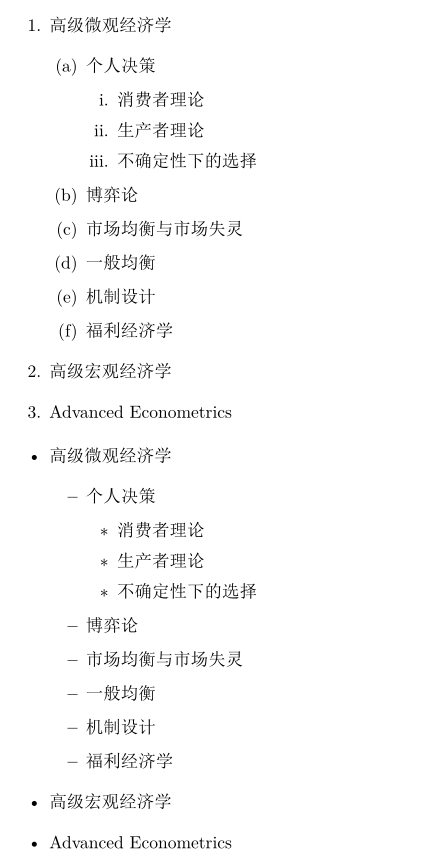 1. 高级微观经济学
(a) 个人决策
i. 消费者理论
ii. 生产者理论
iii. 不确定性下的选择
(b) 博弈论
(c) 市场均衡与市场失灵
(d) 一般均衡
(e) 机制设计
(f) 福利经济学
2. 高级宏观经济学
3. Advanced Econometrics
• 高级微观经济学
– 个人决策
* 消费者理论
* 生产者理论
* 不确定性下的选择
– 博弈论
– 市场均衡与市场失灵
– 一般均衡
– 机制设计
– 福利经济学
• 高级宏观经济学
• Advanced Econometrics